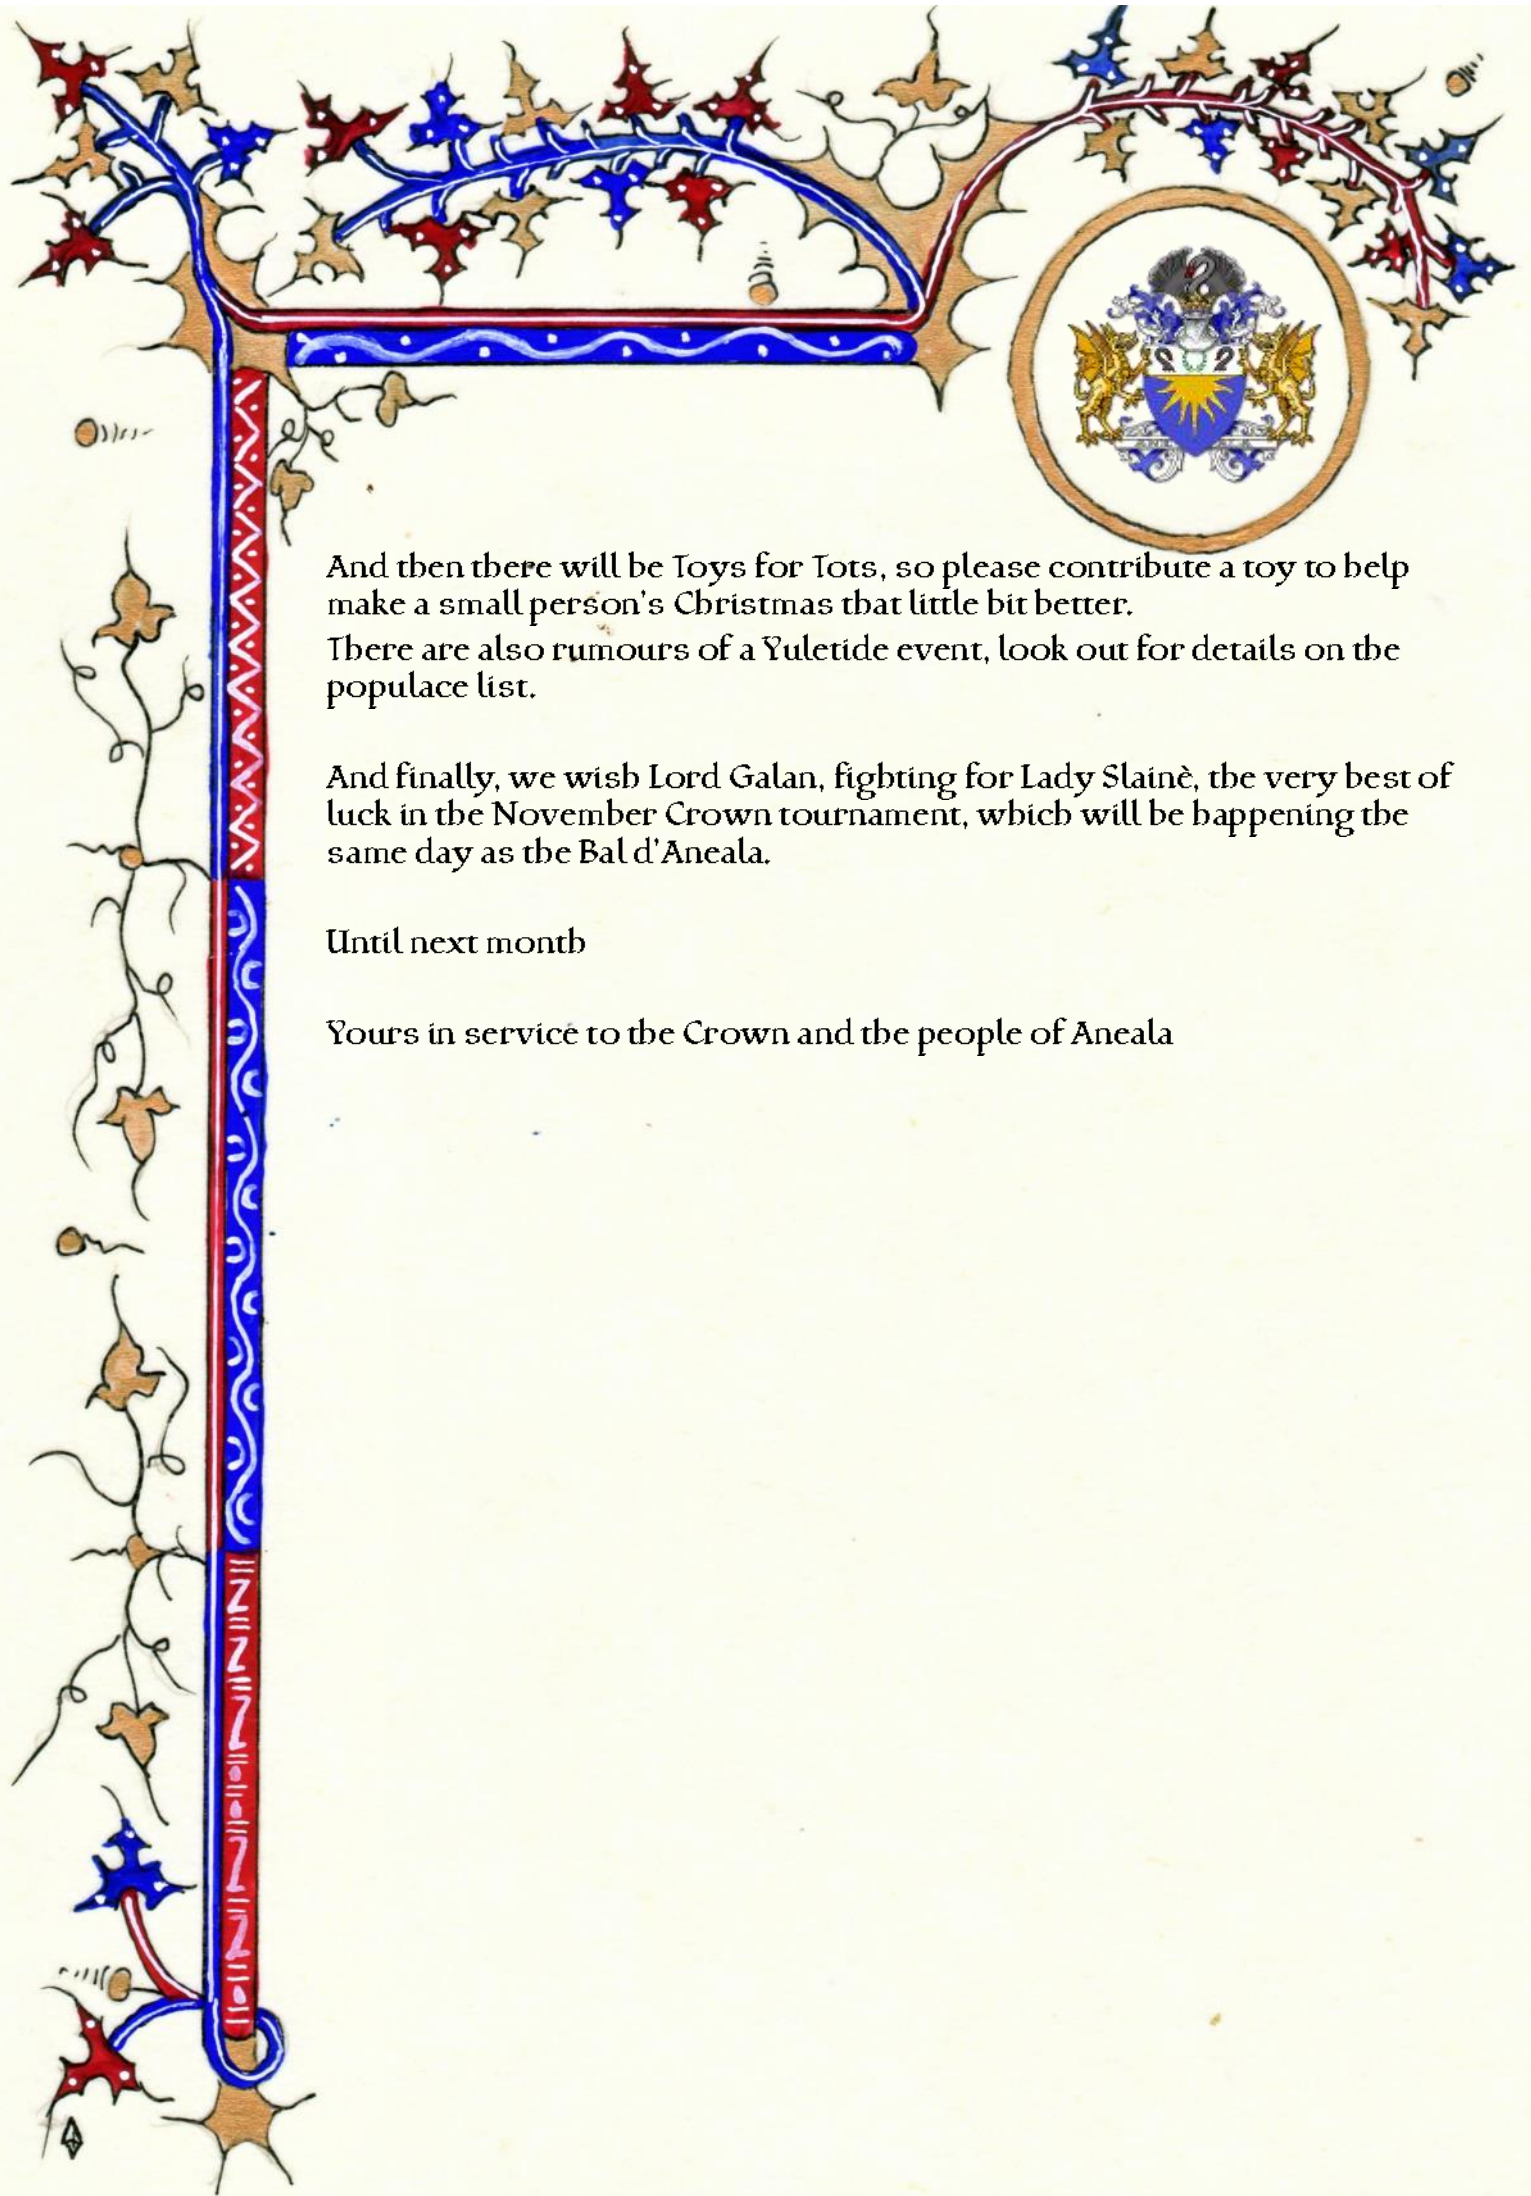 And then there will be Toys for Tots, so please contribute a toy to help
make a small person's Christmas that little bit better.
There are also rumours of a Yuletide event, look out for details on the
populace list.
And finally, we wish Lord Galan, fighting for Lady Slainè, the very best of
luck in the November Crown tournament, which will be happening the
same day as the Bal d'Aneala.
Until next month
Yours in service to the Crown and the people of Aneala